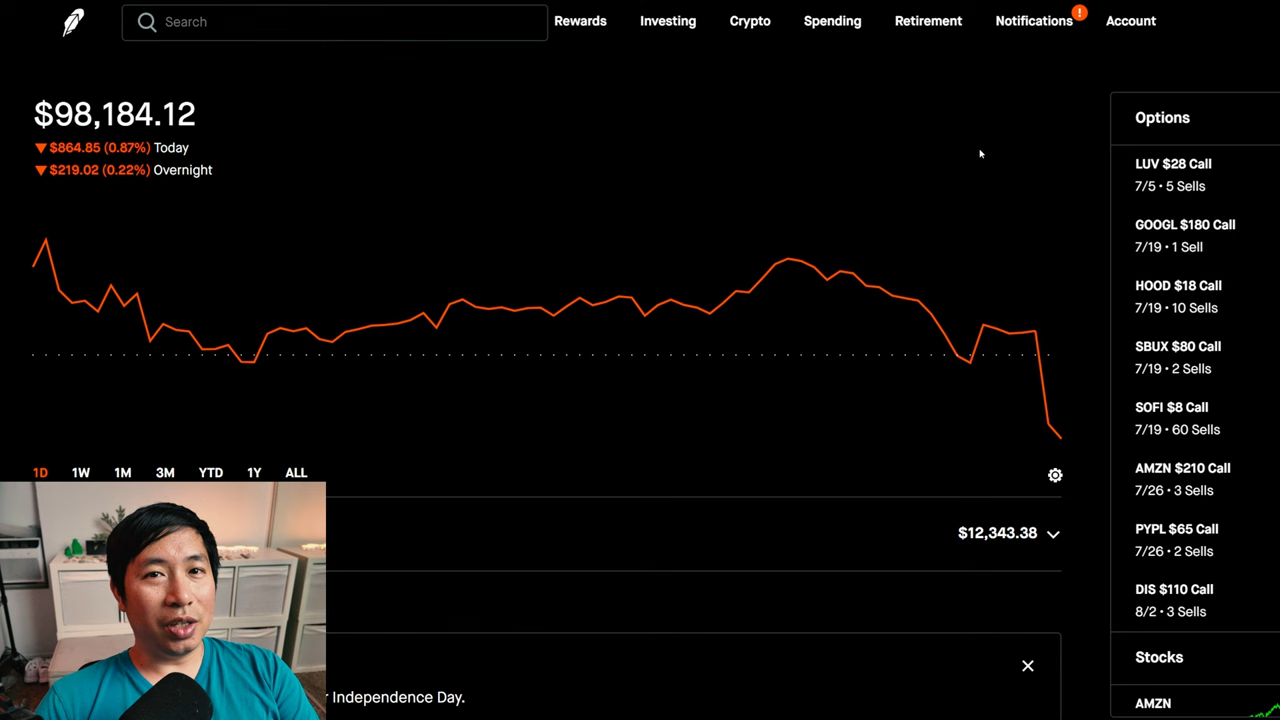 Search
Rewards
Investing
Crypto
Spending
Retirement
Notifications
!
Account
$98,184.12
▼ $864.85 (0.87%) Today
▼ $219.02 (0.22%) Overnight
1D 1W 1M 3M YTD 1Y ALL
$12,343.38
Independence Day.
Options
LUV $28 Call
7/5 • 5 Sells
GOOGL $180 Call
7/19 • 1 Sell
HOOD $18 Call
7/19 • 10 Sells
SBUX $80 Call
7/19 • 2 Sells
SOFI $8 Call
7/19 • 60 Sells
AMZN $210 Call
7/26 • 3 Sells
PYPL $65 Call
7/26 • 2 Sells
DIS $110 Call
8/2 • 3 Sells
Stocks
AMZN